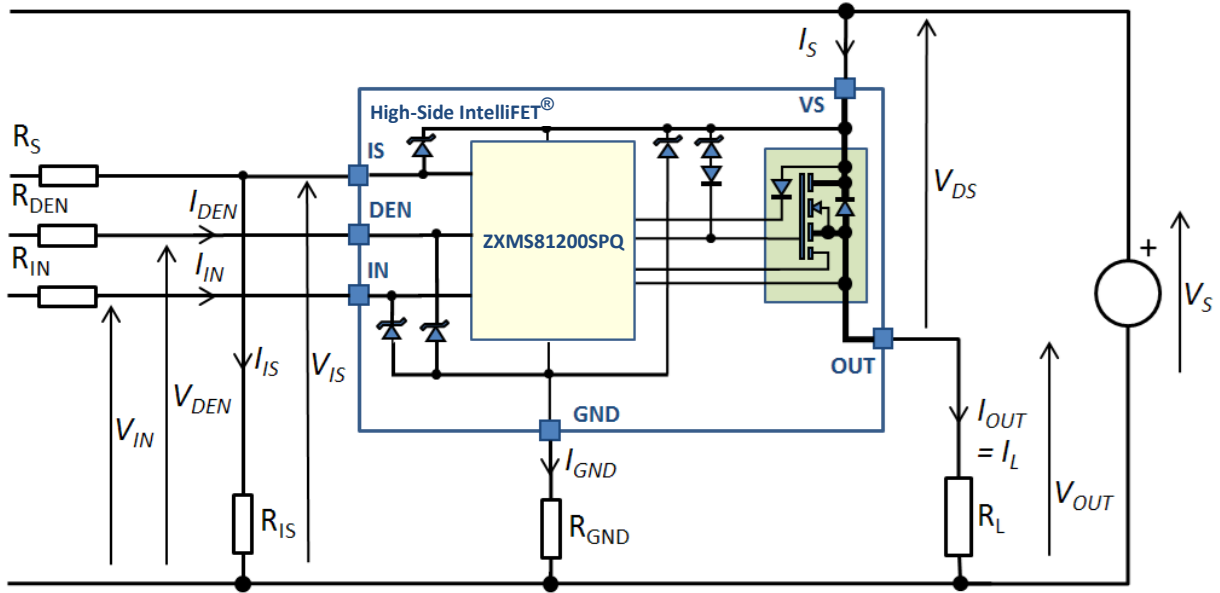 I_S
High-Side IntelliFET®
VS
R_S
IS
V_DS
R_DEN
I_DEN
DEN
ZXMS81200SPQ
R_IN
I_IN
IN
+
V_S
I_IS
V_IS
OUT
V_DEN
GND
V_IN
I_GND
I_OUT
= I_L
V_OUT
R_IS
R_GND
R_L